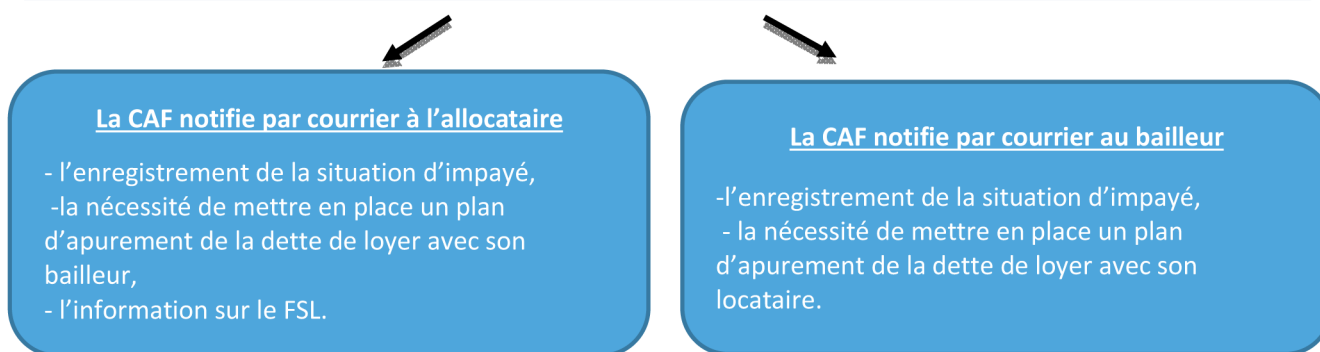 La CAF notifie par courrier à l’allocataire
- l’enregistrement de la situation d’impayé,
-la nécessité de mettre en place un plan
d’apurement de la dette de loyer avec son
bailleur,
- l’information sur le FSL.
La CAF notifie par courrier au bailleur
-l’enregistrement de la situation d’impayé,
- la nécessité de mettre en place un plan
d’apurement de la dette de loyer avec son
locataire.